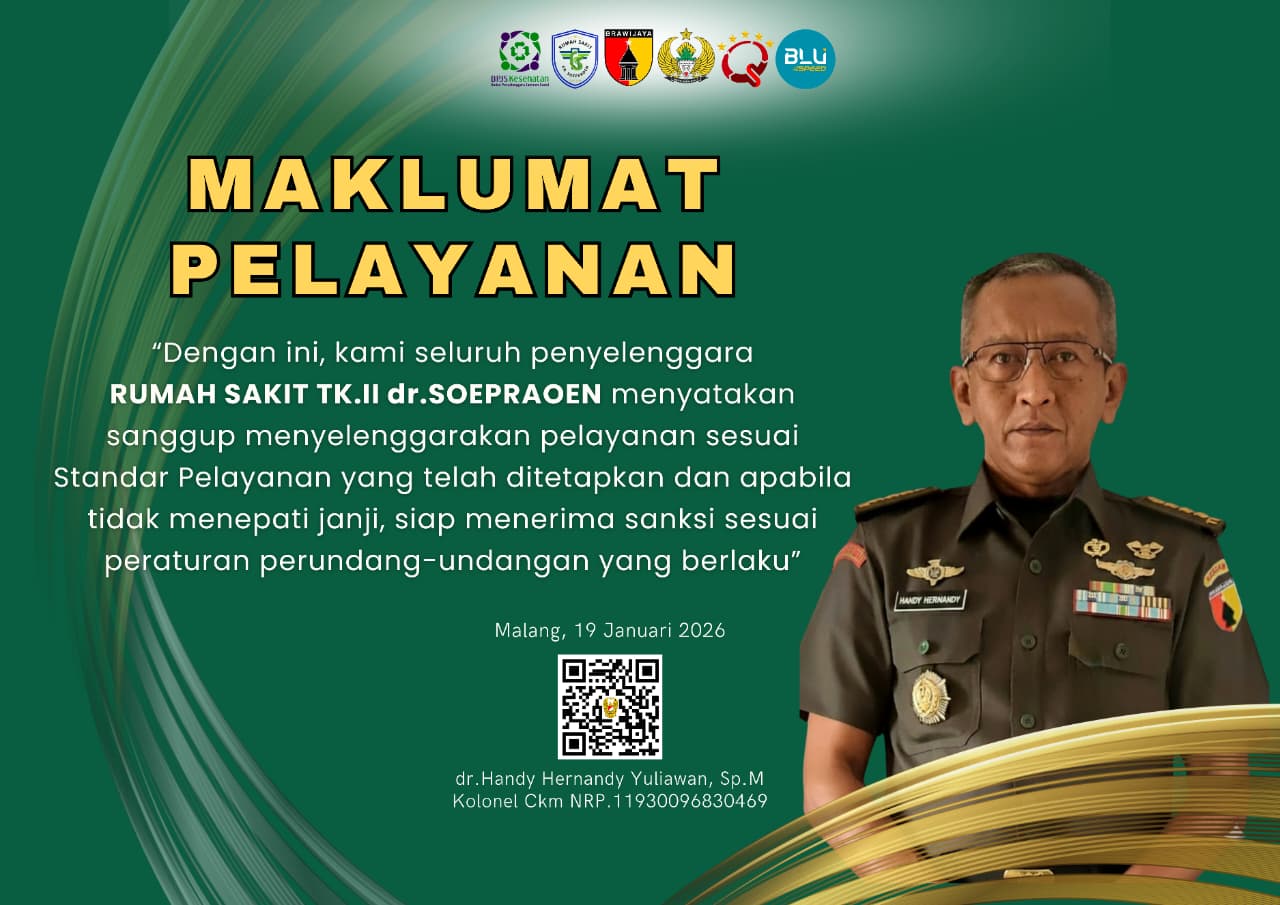 BPJS Kesehatan
RUMAH SAKIT
dr. SOEPRAOEN
BRAWIJAYA
BLU
SPEED
MAKLUMAT
PELAYANAN
“Dengan ini, kami seluruh penyelenggara
RUMAH SAKIT TK.II dr.SOEPRAOEN menyatakan
sanggup menyelenggarakan pelayanan sesuai
Standar Pelayanan yang telah ditetapkan dan apabila
tidak menepati janji, siap menerima sanksi sesuai
peraturan perundang-undangan yang berlaku”
HANDY HERNANDY
Malang, 19 Januari 2026
dr.Handy Hernandy Yuliawan, Sp.M
Kolonel Ckm NRP.11930096830469